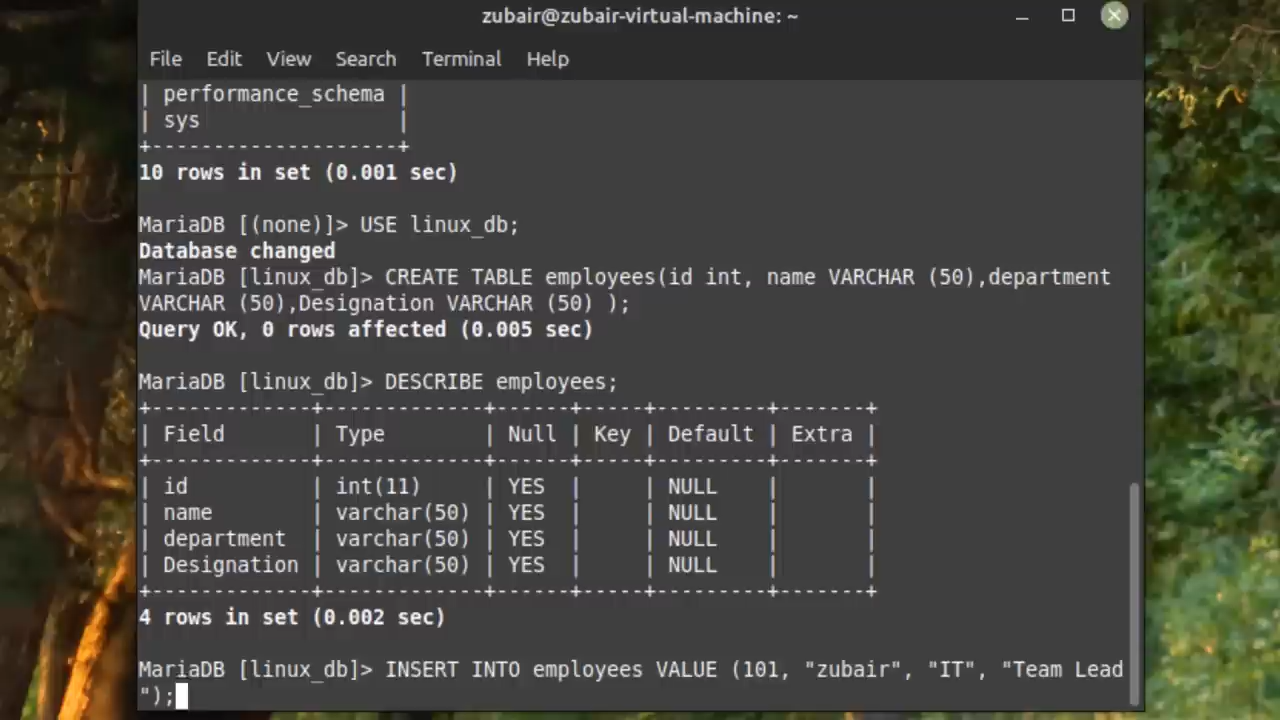 zubair@zubair-virtual-machine: ~
File Edit View Search Terminal Help
| performance_schema |
| sys                |
+--------------------+
10 rows in set (0.001 sec)
MariaDB [(none)]> USE linux_db;
Database changed
MariaDB [linux_db]> CREATE TABLE employees(id int, name VARCHAR (50),department
VARCHAR (50),Designation VARCHAR (50) );
Query OK, 0 rows affected (0.005 sec)
MariaDB [linux_db]> DESCRIBE employees;
+-------------+-------------+------+-----+---------+-------+
| Field       | Type        | Null | Key | Default | Extra |
+-------------+-------------+------+-----+---------+-------+
| id          | int(11)     | YES  |     | NULL    |       |
| name        | varchar(50) | YES  |     | NULL    |       |
| department  | varchar(50) | YES  |     | NULL    |       |
| Designation | varchar(50) | YES  |     | NULL    |       |
+-------------+-------------+------+-----+---------+-------+
4 rows in set (0.002 sec)
MariaDB [linux_db]> INSERT INTO employees VALUE (101, "zubair", "IT", "Team Lead
");